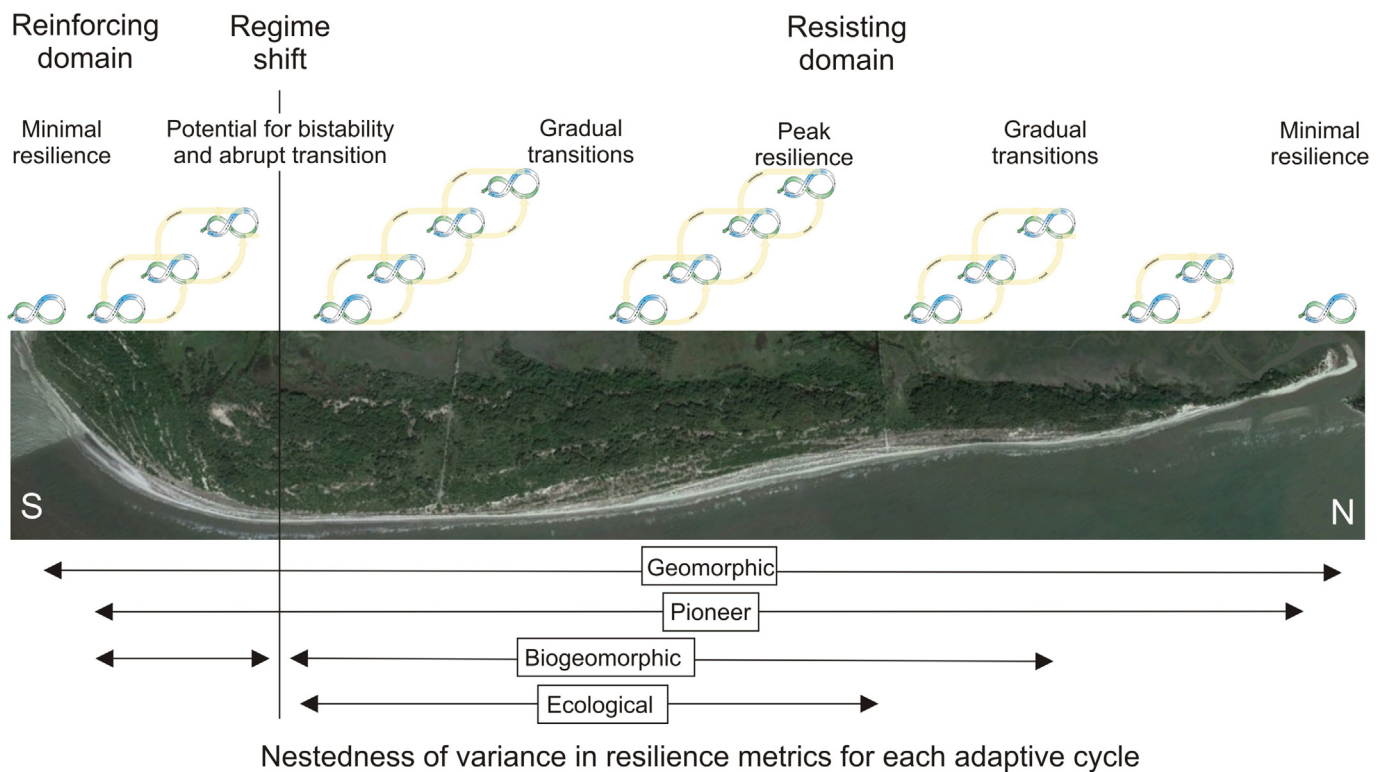 Reinforcing
domain
Regime
shift
Resisting
domain
Minimal
resilience
Potential for bistability
and abrupt transition
Gradual
transitions
Peak
resilience
Gradual
transitions
Minimal
resilience
S
N
Geomorphic
Pioneer
Biogeomorphic
Ecological
Nestedness of variance in resilience metrics for each adaptive cycle